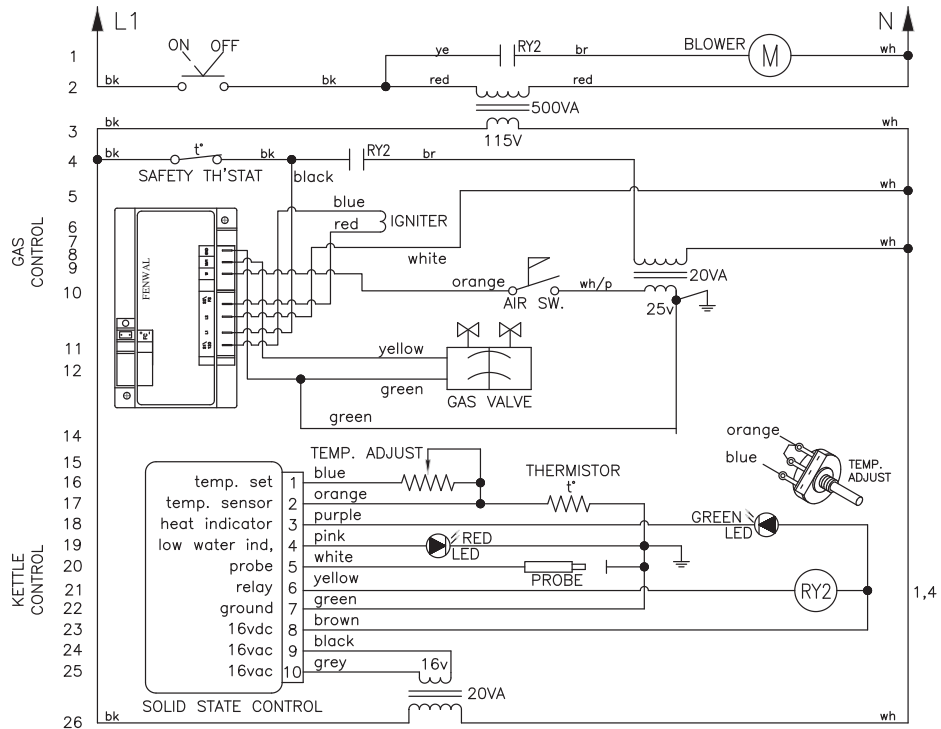 L1 N
ON OFF
1 ye RY2 br BLOWER M wh
2 bk bk red red
500VA
3 bk wh
115V
4 bk t° bk RY2 br
SAFETY TH'STAT black
5 wh
GAS CONTROL
6 blue
7 red IGNITER
8 white wh
9 20VA
10 orange AIR SW. wh/p 25v
FENWAL
11 yellow
12 green
GAS VALVE
green
14
15 TEMP. ADJUST
orange
blue
TEMP. ADJUST
KETTLE CONTROL
16 temp. set 1 blue
THERMISTOR
t°
17 temp. sensor 2 orange
18 heat indicator 3 purple GREEN LED
19 low water ind, 4 pink RED LED
20 probe 5 white PROBE
21 relay 6 yellow RY2 1,4
22 ground 7 green
23 16vdc 8 brown
24 16vac 9 black
25 16vac 10 grey 16v
SOLID STATE CONTROL 20VA
26 bk wh